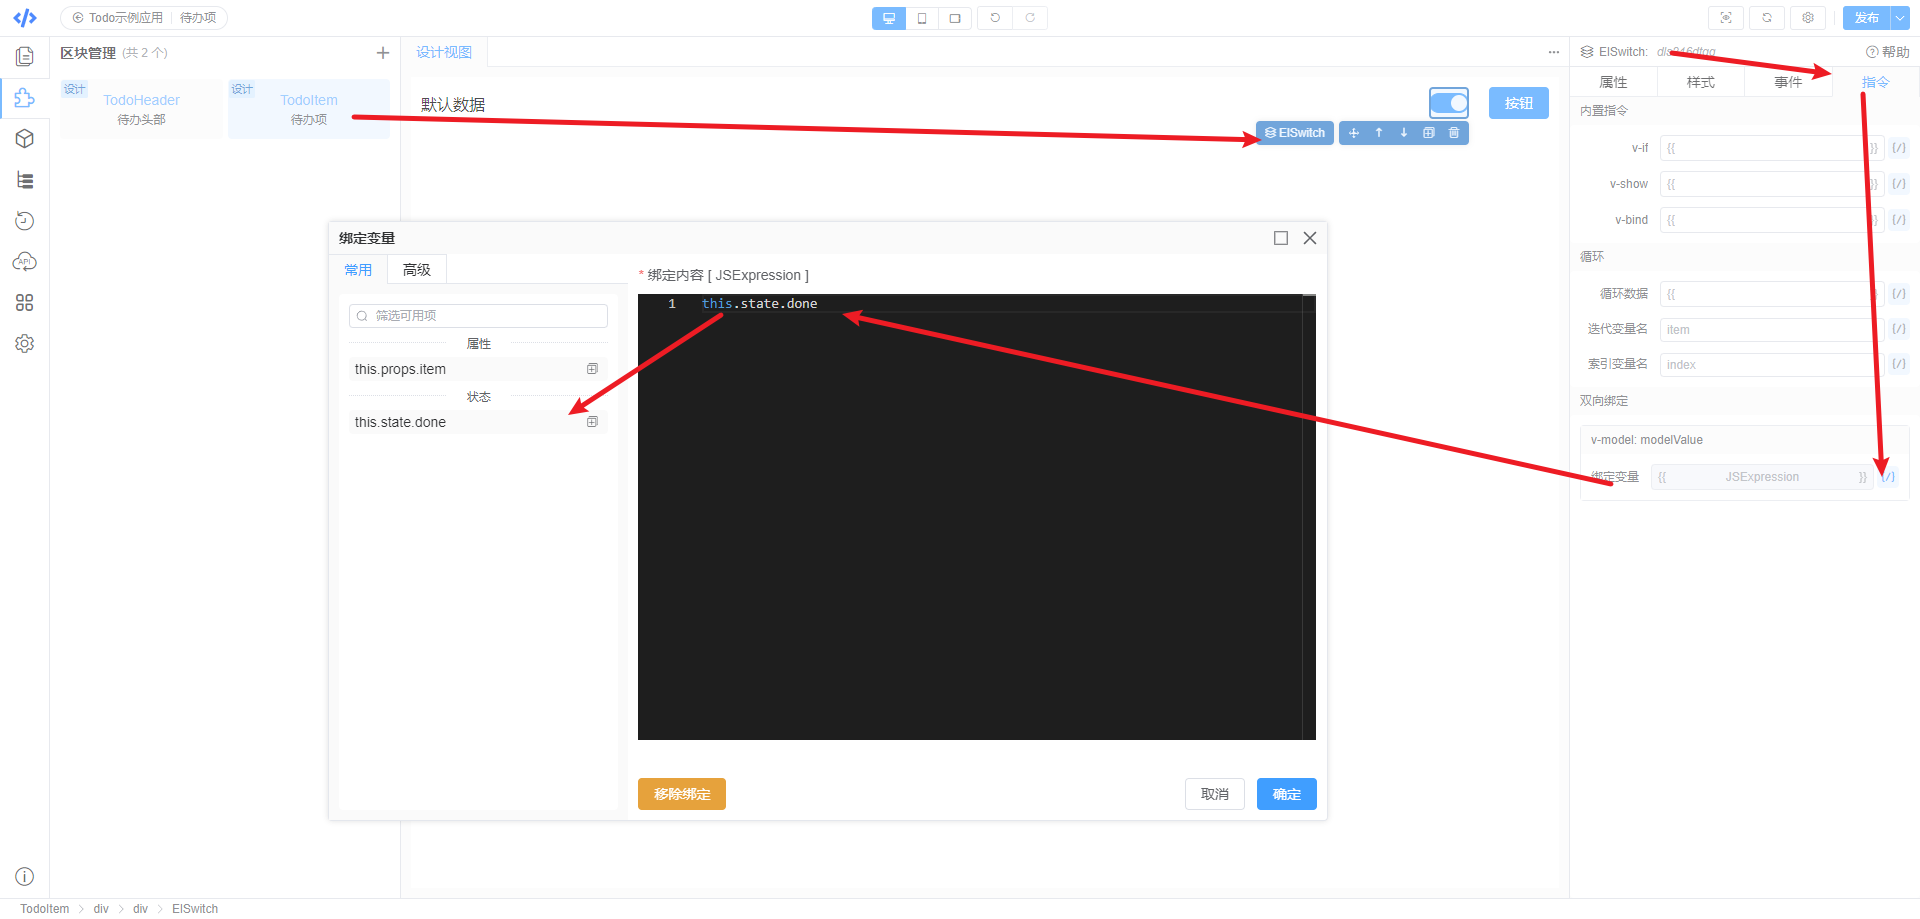 Todo示例应用 待办项
发布
区块管理 (共 2 个)
设计视图
ElSwitch:
帮助
设计
TodoHeader
待办头部
设计
TodoItem
待办项
默认数据
按钮
ElSwitch
属性 样式 事件 指令
内置指令
v-if {{ }} {/}
v-show {{ }} {/}
v-bind {{ }} {/}
循环
循环数据 {{ }} {/}
迭代变量名 item {/}
索引变量名 index {/}
双向绑定
v-model: modelValue
绑定变量 {{ JSExpression }} {/}
绑定变量
常用 高级
筛选可用项
属性
this.props.item
状态
this.state.done
* 绑定内容 [ JSExpression ]
1 this.state.done
移除绑定
取消 确定
API
TodoItem > div > div > ElSwitch